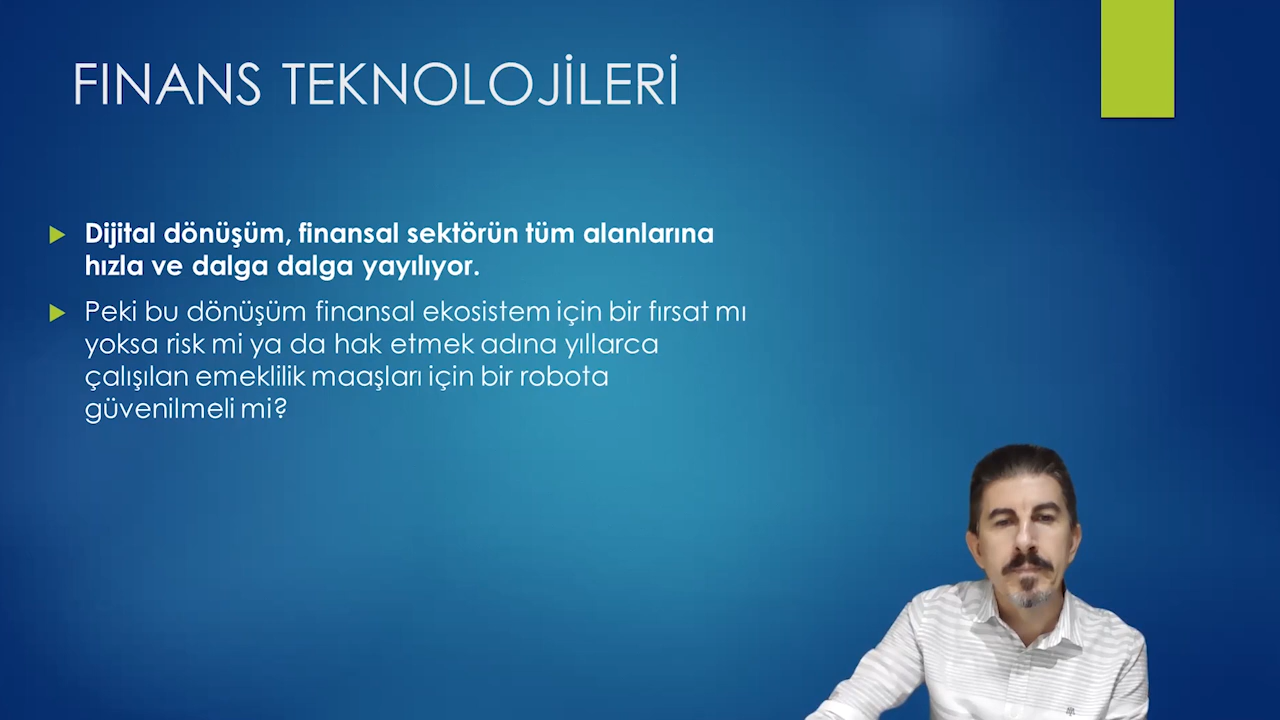 FINANS TEKNOLOJİLERİ
Dijital dönüşüm, finansal sektörün tüm alanlarına
hızla ve dalga dalga yayılıyor.
Peki bu dönüşüm finansal ekosistem için bir fırsat mı
yoksa risk mi ya da hak etmek adına yıllarca
çalışılan emeklilik maaşları için bir robota
güvenilmeli mi?